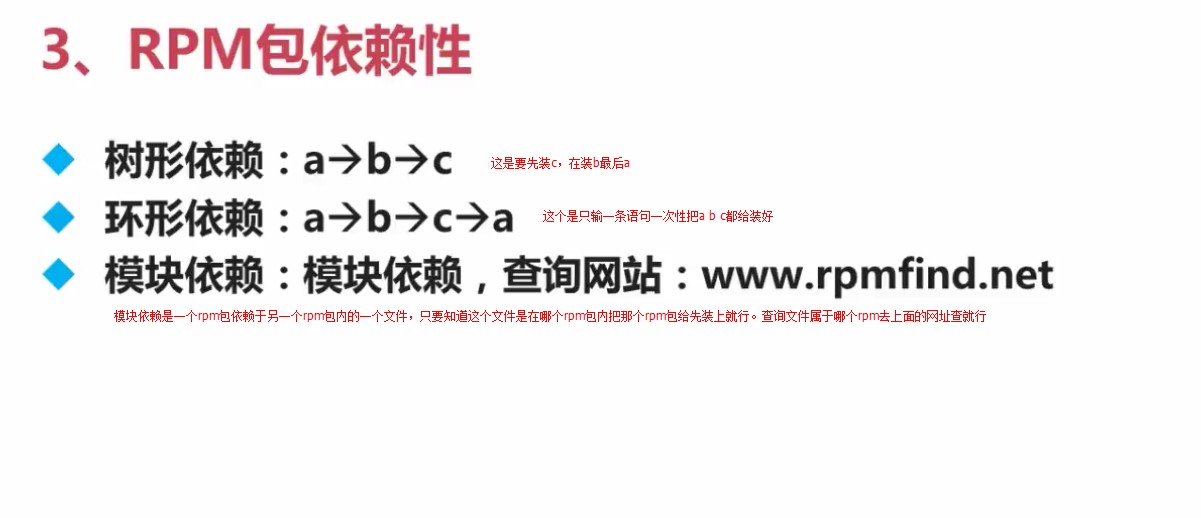 3、RPM包依赖性
树形依赖：a→b→c 这是要先装c，在装b最后a
环形依赖：a→b→c→a 这个是只输一条语句一次性把a b c都给装好
模块依赖：模块依赖，查询网站：www.rpmfind.net
模块依赖是一个rpm包依赖于另一个rpm包内的一个文件，只要知道这个文件是在哪个rpm包内把那个rpm包给先装上就行。查询文件属于哪个rpm去上面的网址查就行